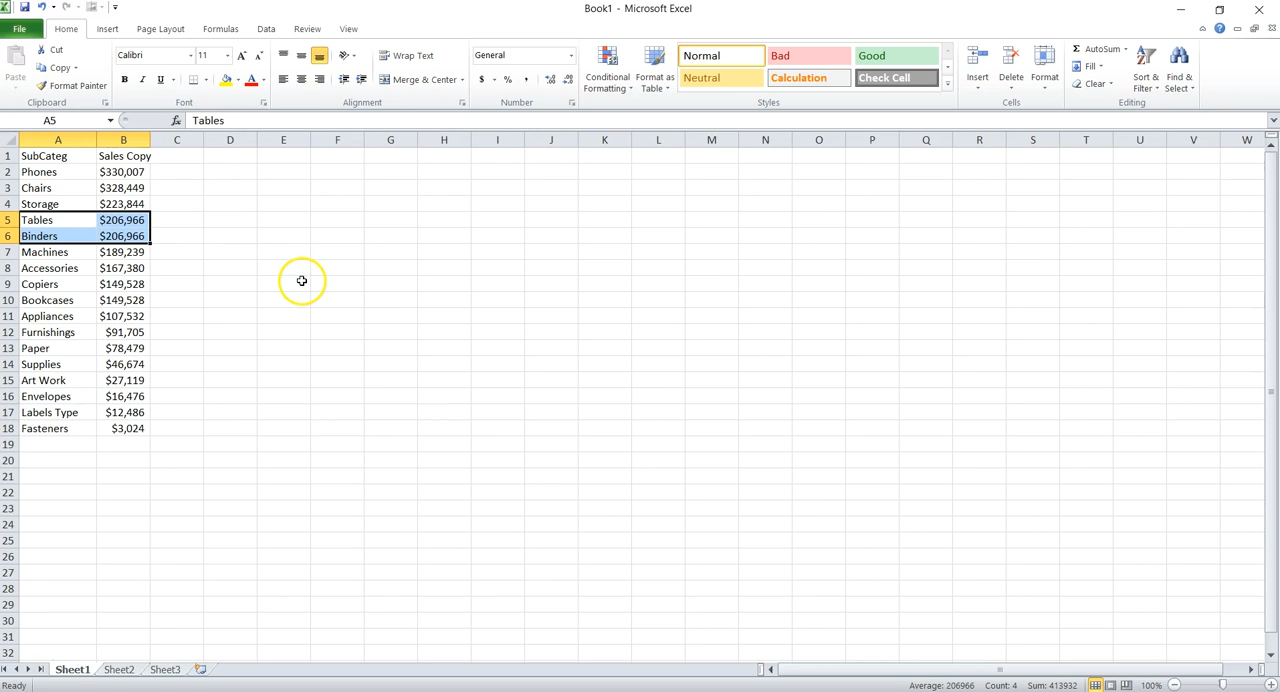 Book1 - Microsoft Excel
File Home Insert Page Layout Formulas Data Review View
Paste
Cut
Copy
Format Painter
Clipboard
Calibri 11
B I U
Font
Wrap Text
Merge & Center
Alignment
General
$ % ,
Number
Conditional Formatting
Format as Table
Normal Bad Good
Neutral Calculation Check Cell
Styles
Insert Delete Format
Cells
AutoSum
Fill
Clear
Sort & Filter
Find & Select
Editing
A5 fx Tables
A B C D E F G H I J K L M N O P Q R S T U V W
1 SubCateg Sales Copy
2 Phones $330,007
3 Chairs $328,449
4 Storage $223,844
5 Tables $206,966
6 Binders $206,966
7 Machines $189,239
8 Accessories $167,380
9 Copiers $149,528
10 Bookcases $149,528
11 Appliances $107,532
12 Furnishings $91,705
13 Paper $78,479
14 Supplies $46,674
15 Art Work $27,119
16 Envelopes $16,476
17 Labels Type $12,486
18 Fasteners $3,024
19
20
21
22
23
24
25
26
27
28
29
30
31
32
Sheet1 Sheet2 Sheet3
Ready Average: 206966 Count: 4 Sum: 413932 100%